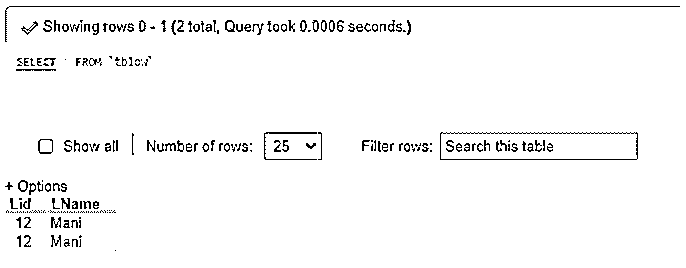 Showing rows 0 - 1 (2 total, Query took 0.0006 seconds.)
SELECT * FROM `tblow`
Show all Number of rows: 25 Filter rows: Search this table
+ Options
Lid LName
12 Mani
12 Mani